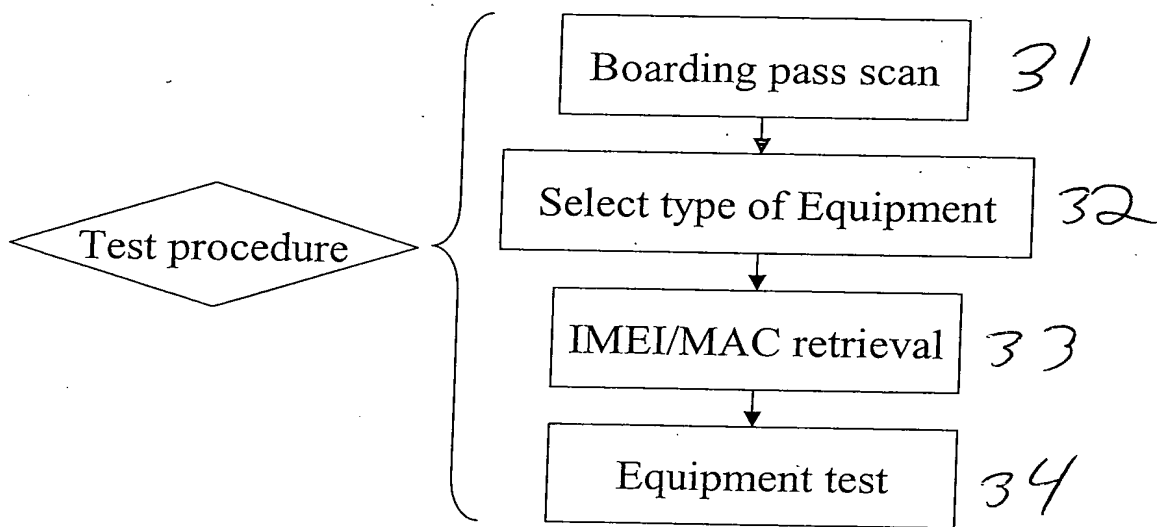 Boarding pass scan 31
Select type of Equipment 32
Test procedure
IMEI/MAC retrieval 33
Equipment test 34